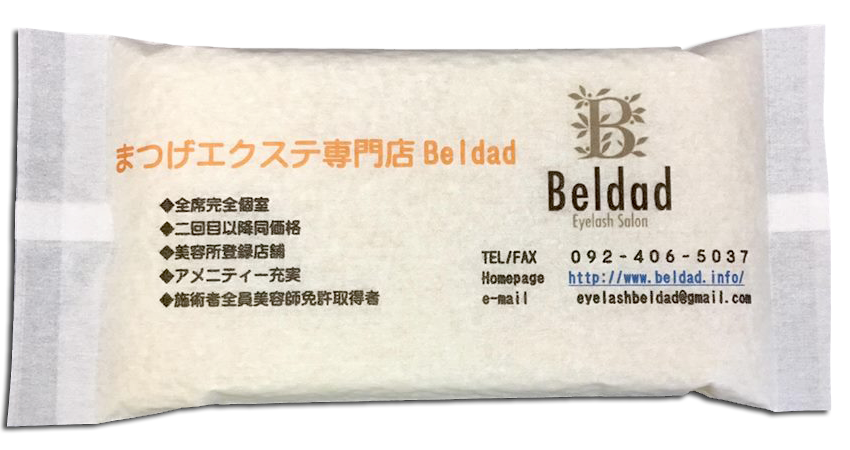 まつげエクステ専門店 Beldad
◆全席完全個室
◆二回目以降同価格
◆美容所登録店舗
◆アメニティー充実
◆施術者全員美容師免許取得者
B
Beldad
Eyelash Salon
TEL/FAX 092-406-5037
Homepage http://www.beldad.info/
e-mail eyelashbeldad@gmail.com